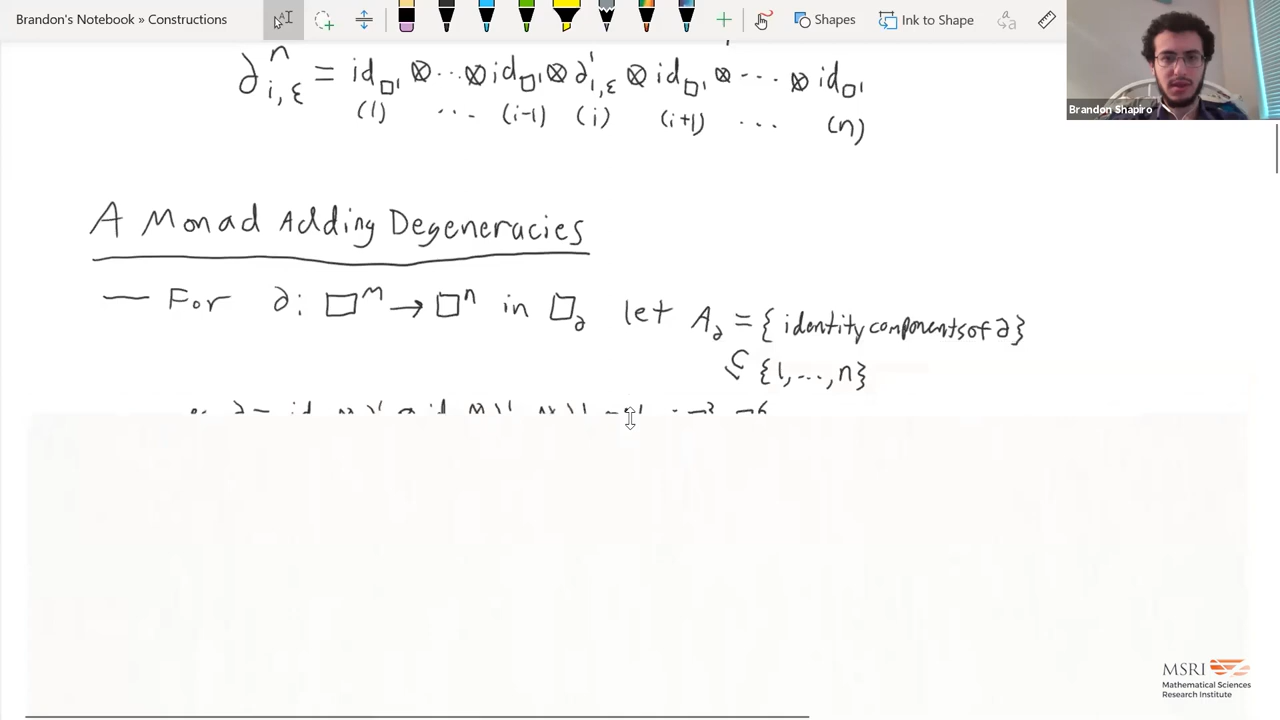 Brandon's Notebook » Constructions
Shapes
Ink to Shape
Brandon Shapiro
∂ⁿ_{i,ε} = id_{□¹} ⊗ ··· ⊗ id_{□¹} ⊗ ∂¹_{1,ε} ⊗ id_{□¹} ⊗ ··· ⊗ id_{□¹}
(1) ··· (i-1) (i) (i+1) ··· (n)
A Monad Adding Degeneracies
— For ∂: □ᵐ → □ⁿ in □_∂ let A_∂ = { identity components of ∂}
⊆ {1,...,n}
MSRI
Mathematical Sciences
Research Institute